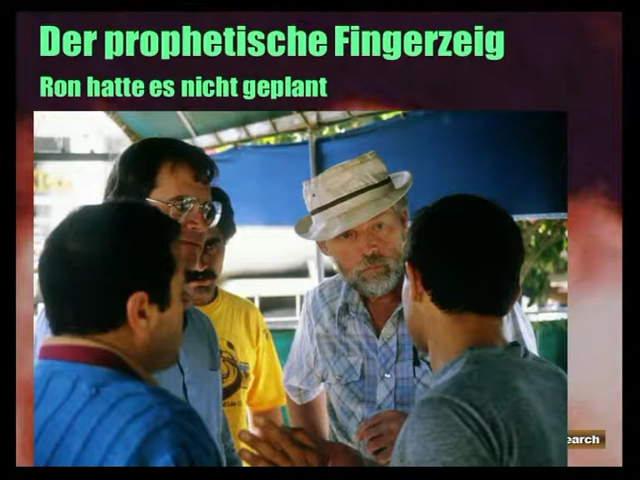 Der prophetische Fingerzeig
Ron hatte es nicht geplant
earch